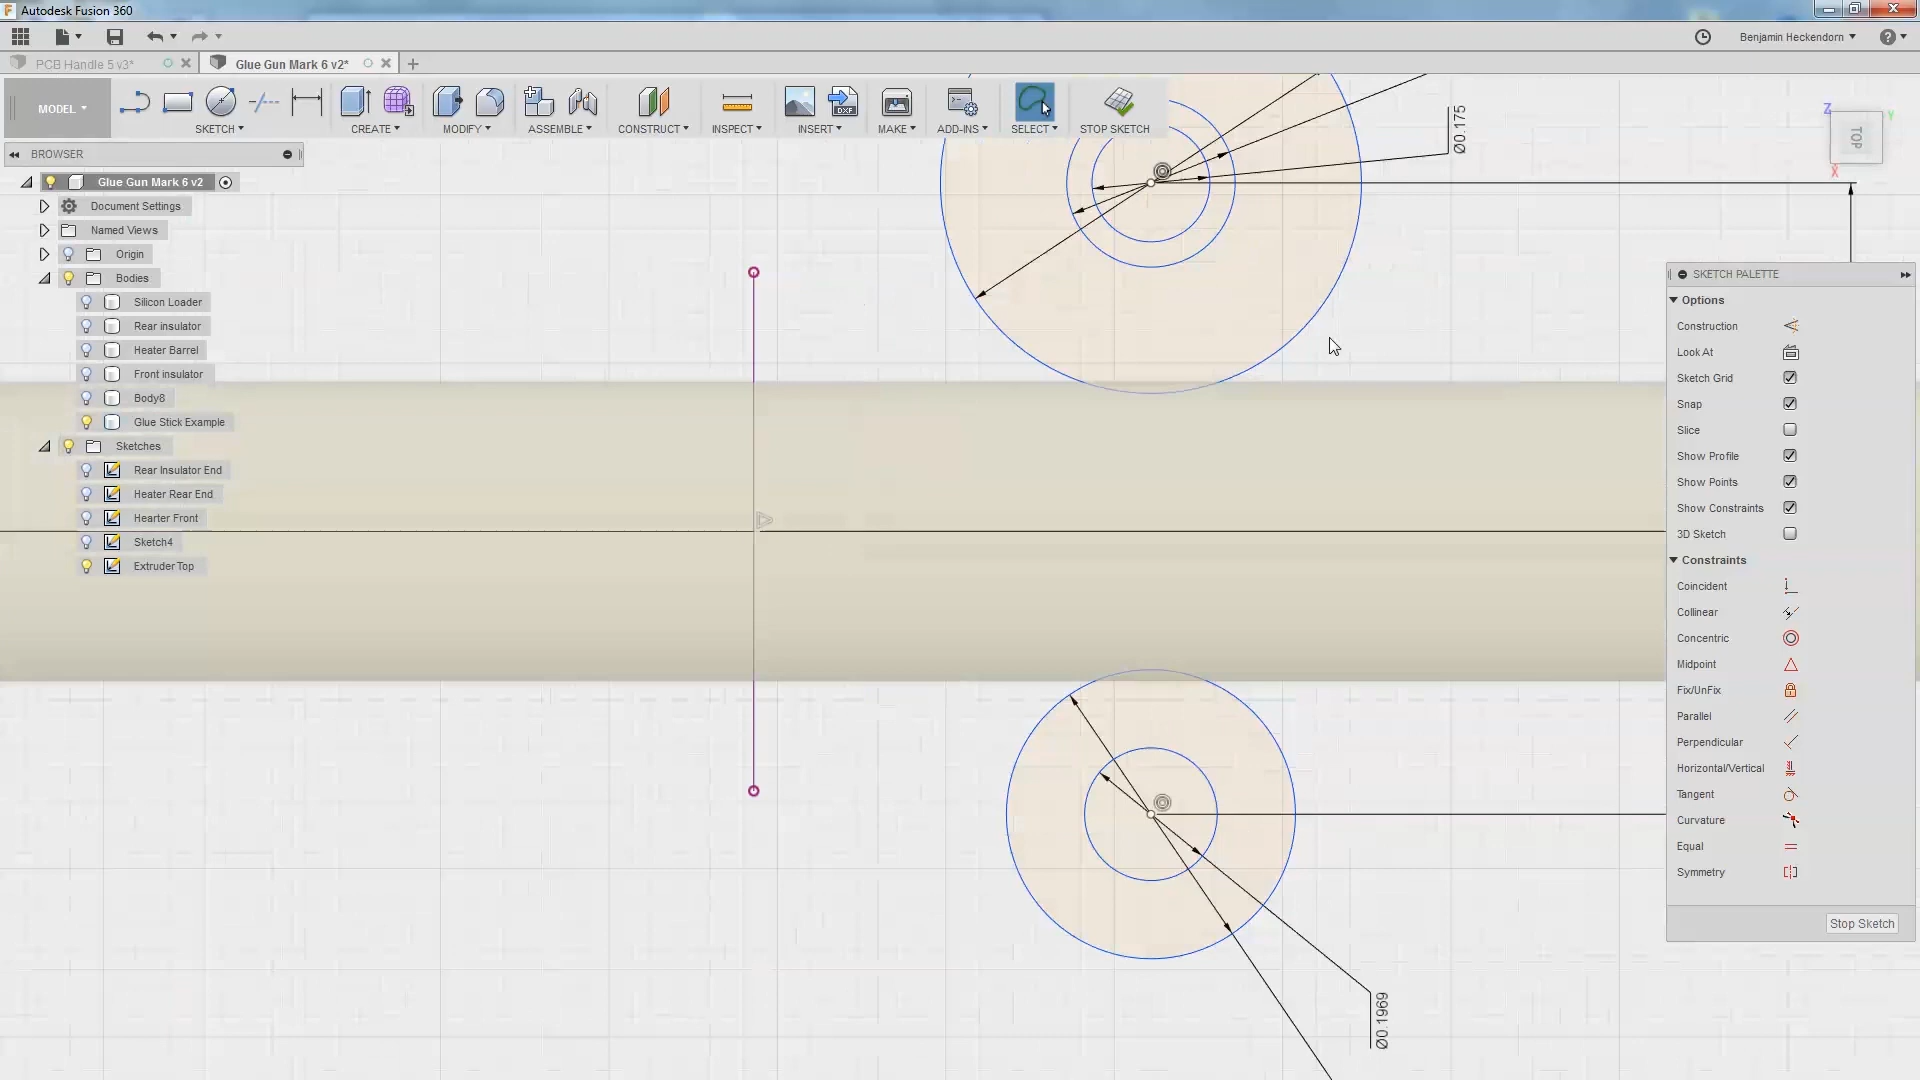 Autodesk Fusion 360
Benjamin Heckendorn
PCB Handle 5 v3*
Glue Gun Mark 6 v2*
MODEL
SKETCH
CREATE
MODIFY
ASSEMBLE
CONSTRUCT
INSPECT
INSERT
MAKE
ADD-INS
SELECT
STOP SKETCH
DXF
Ø0.175
Z
Y
TOP
X
BROWSER
Glue Gun Mark 6 v2
Document Settings
Named Views
Origin
Bodies
Silicon Loader
Rear insulator
Heater Barrel
Front insulator
Body8
Glue Stick Example
Sketches
Rear Insulator End
Heater Rear End
Hearter Front
Sketch4
Extruder Top
SKETCH PALETTE
Options
Construction
Look At
Sketch Grid
Snap
Slice
Show Profile
Show Points
Show Constraints
3D Sketch
Constraints
Coincident
Collinear
Concentric
Midpoint
Fix/UnFix
Parallel
Perpendicular
Horizontal/Vertical
Tangent
Curvature
Equal
Symmetry
Stop Sketch
Ø0.1969